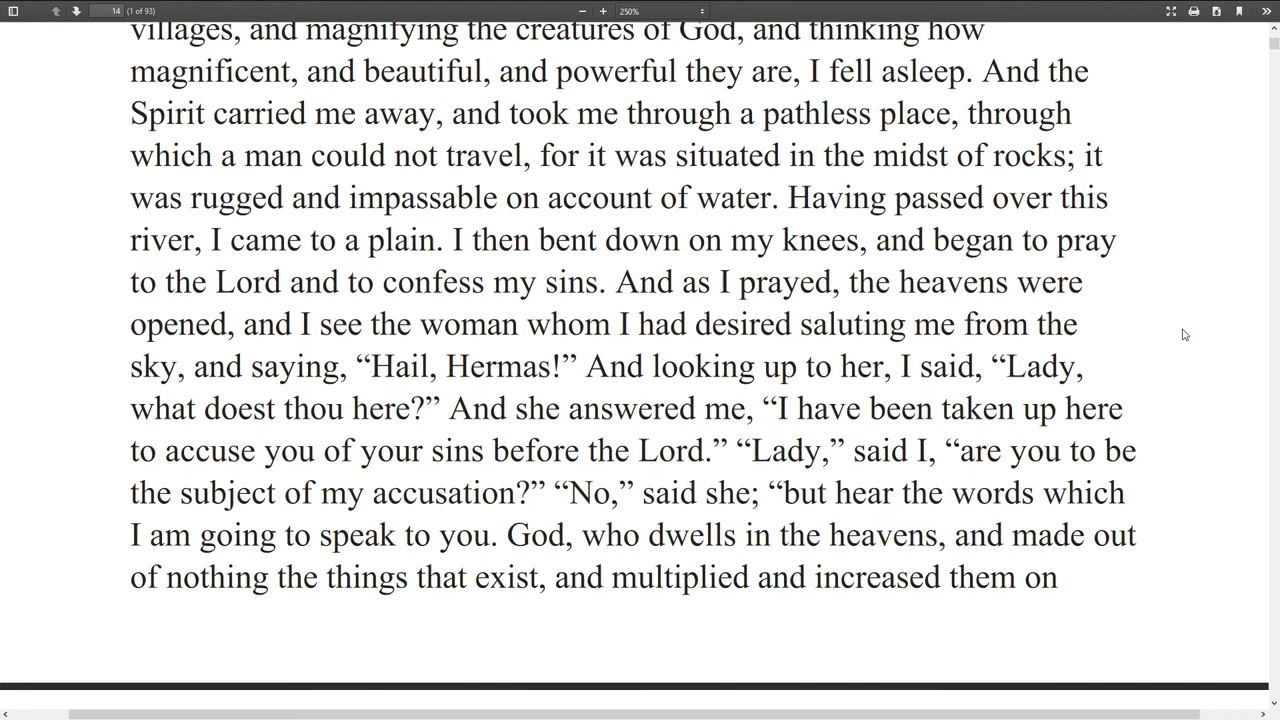 14 (1 of 93) 250%
villages, and magnifying the creatures of God, and thinking how
magnificent, and beautiful, and powerful they are, I fell asleep. And the
Spirit carried me away, and took me through a pathless place, through
which a man could not travel, for it was situated in the midst of rocks; it
was rugged and impassable on account of water. Having passed over this
river, I came to a plain. I then bent down on my knees, and began to pray
to the Lord and to confess my sins. And as I prayed, the heavens were
opened, and I see the woman whom I had desired saluting me from the
sky, and saying, “Hail, Hermas!” And looking up to her, I said, “Lady,
what doest thou here?” And she answered me, “I have been taken up here
to accuse you of your sins before the Lord.” “Lady,” said I, “are you to be
the subject of my accusation?” “No,” said she; “but hear the words which
I am going to speak to you. God, who dwells in the heavens, and made out
of nothing the things that exist, and multiplied and increased them on